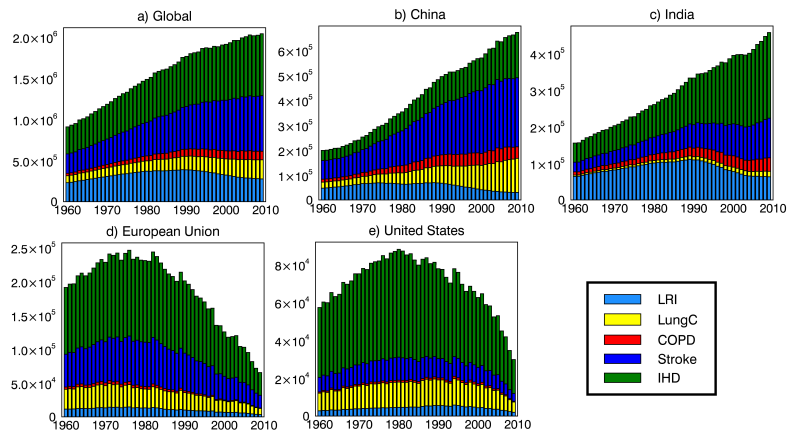 a) Global
b) China
c) India
2.0×10⁶
1.5×10⁶
1.0×10⁶
5.0×10⁵
0
1960 1970 1980 1990 2000 2010
6×10⁵
5×10⁵
4×10⁵
3×10⁵
2×10⁵
1×10⁵
0
1960 1970 1980 1990 2000 2010
4×10⁵
3×10⁵
2×10⁵
1×10⁵
0
1960 1970 1980 1990 2000 2010
d) European Union
e) United States
2.5×10⁵
2.0×10⁵
1.5×10⁵
1.0×10⁵
5.0×10⁴
0
1960 1970 1980 1990 2000 2010
8×10⁴
6×10⁴
4×10⁴
2×10⁴
0
1960 1970 1980 1990 2000 2010
LRI
LungC
COPD
Stroke
IHD